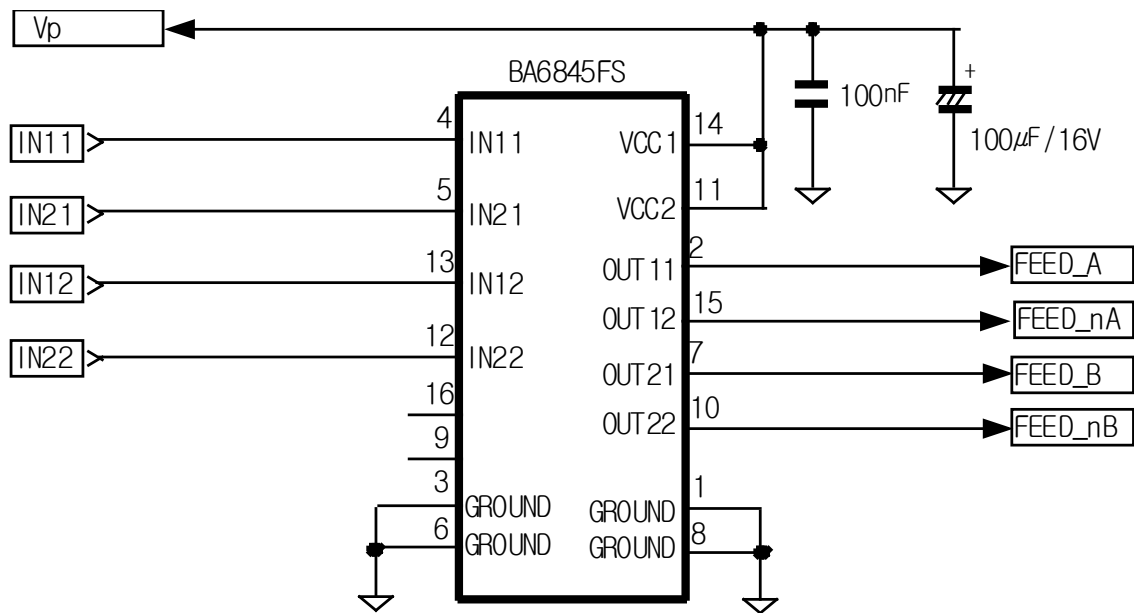 Vp
BA6845FS
+
100nF
100µF/16V
IN11
4
IN11
VCC1
14
IN21
5
IN21
VCC2
11
IN12
13
IN12
OUT11
2
FEED_A
OUT12
15
FEED_nA
IN22
12
IN22
OUT21
7
FEED_B
16
OUT22
10
FEED_nB
9
3
GROUND
GROUND
1
6
GROUND
GROUND
8